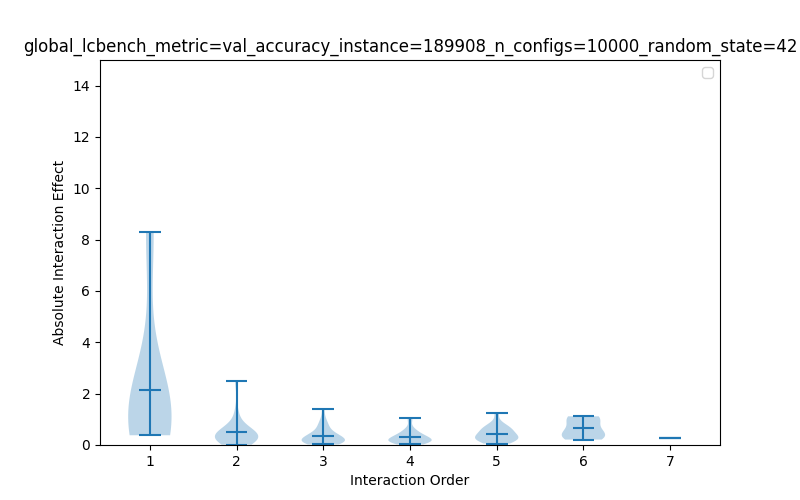 global_lcbench_metric=val_accuracy_instance=189908_n_configs=10000_random_state=42
14
12
10
8
6
4
2
0
Absolute Interaction Effect
1 2 3 4 5 6 7
Interaction Order